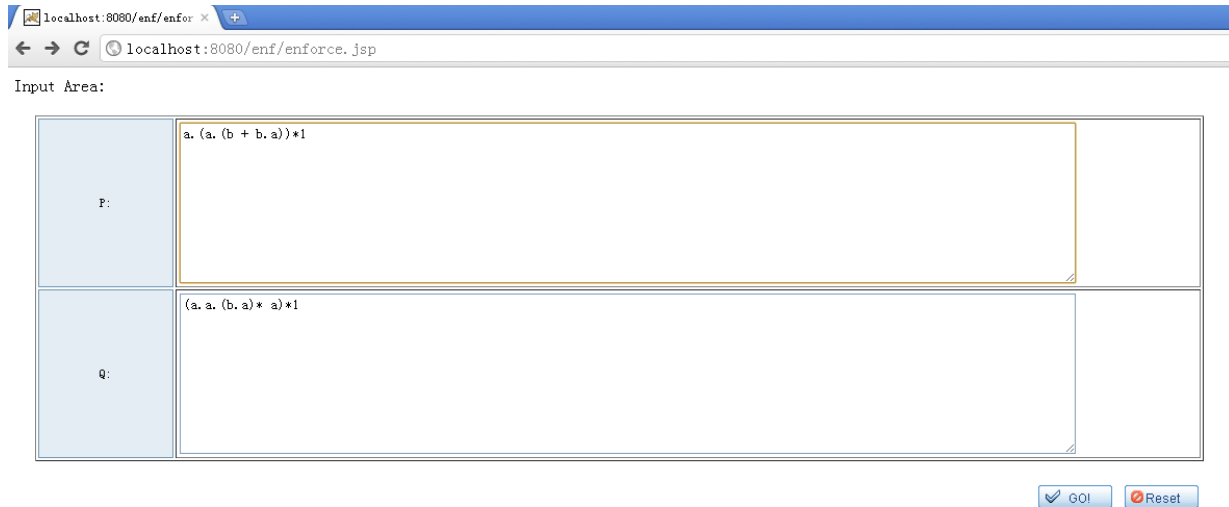 localhost:8080/enf/enfor
localhost:8080/enf/enforce.jsp
Input Area:
P:
a.(a.(b + b.a))*1
Q:
(a.a.(b.a)* a)*1
GO!
Reset